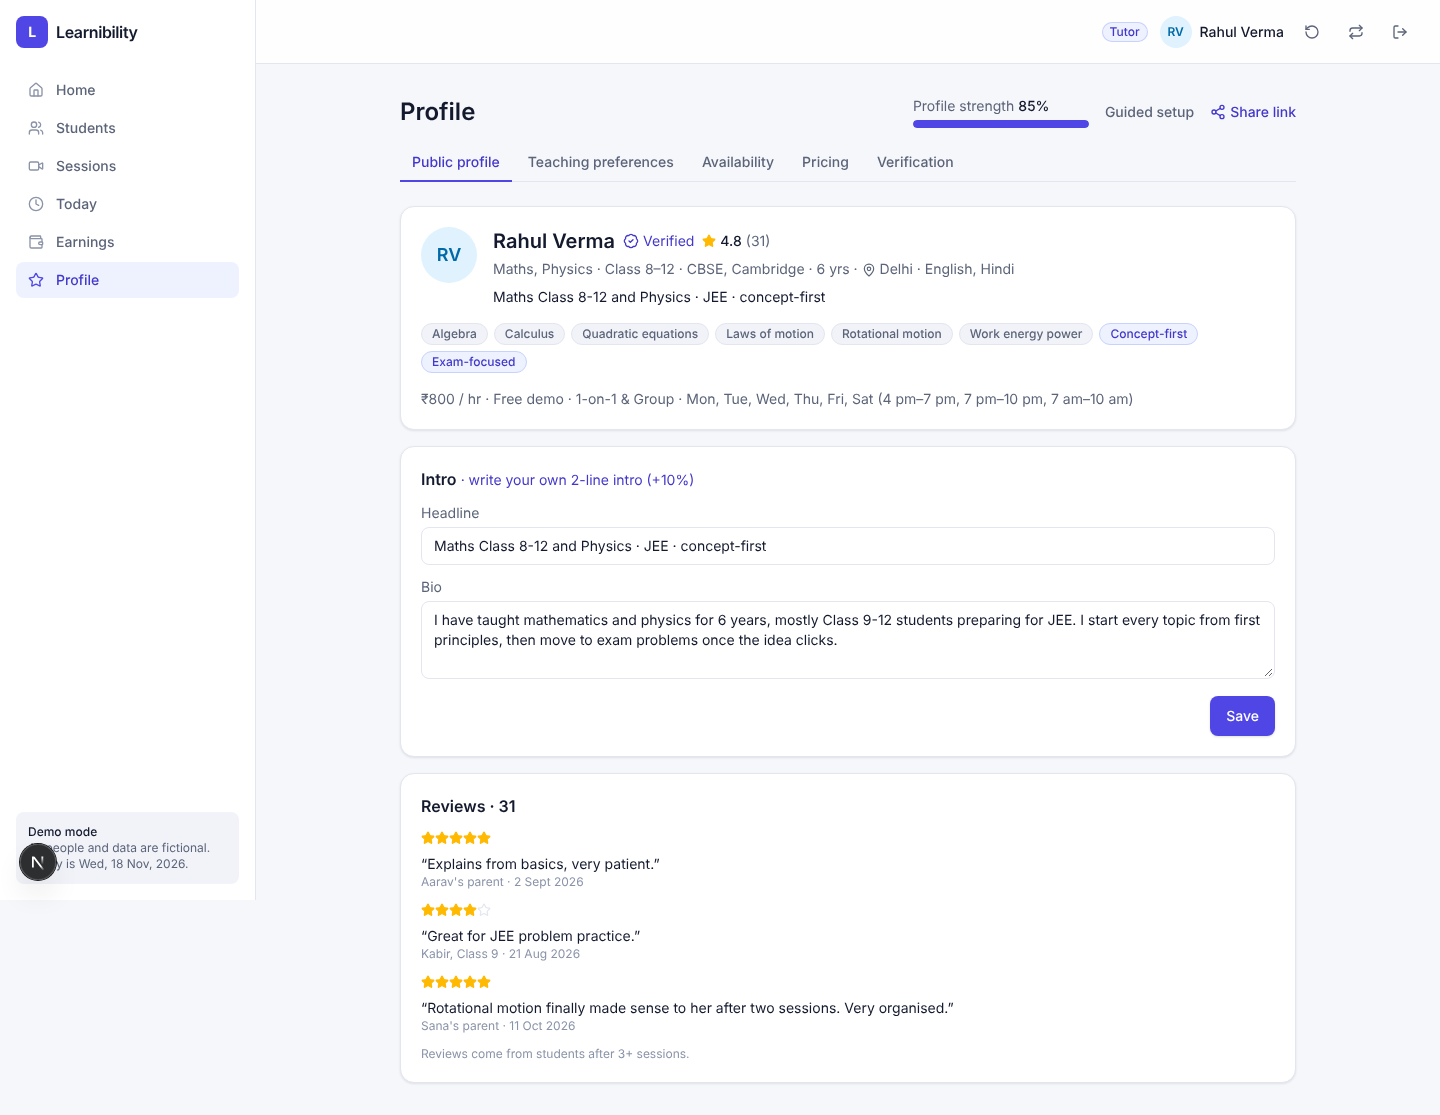 L Learnibility
Tutor RV Rahul Verma
Home
Students
Sessions
Today
Earnings
Profile
Demo mode
people and data are fictional.
is Wed, 18 Nov, 2026.
N
Profile
Profile strength 85%
Guided setup
Share link
Public profile Teaching preferences Availability Pricing Verification
RV
Rahul Verma Verified 4.8 (31)
Maths, Physics · Class 8–12 · CBSE, Cambridge · 6 yrs · Delhi · English, Hindi
Maths Class 8-12 and Physics · JEE · concept-first
Algebra Calculus Quadratic equations Laws of motion Rotational motion Work energy power Concept-first
Exam-focused
₹800 / hr · Free demo · 1-on-1 & Group · Mon, Tue, Wed, Thu, Fri, Sat (4 pm–7 pm, 7 pm–10 pm, 7 am–10 am)
Intro · write your own 2-line intro (+10%)
Headline
Maths Class 8-12 and Physics · JEE · concept-first
Bio
I have taught mathematics and physics for 6 years, mostly Class 9-12 students preparing for JEE. I start every topic from first
principles, then move to exam problems once the idea clicks.
Save
Reviews · 31
“Explains from basics, very patient.”
Aarav's parent · 2 Sept 2026
“Great for JEE problem practice.”
Kabir, Class 9 · 21 Aug 2026
“Rotational motion finally made sense to her after two sessions. Very organised.”
Sana's parent · 11 Oct 2026
Reviews come from students after 3+ sessions.